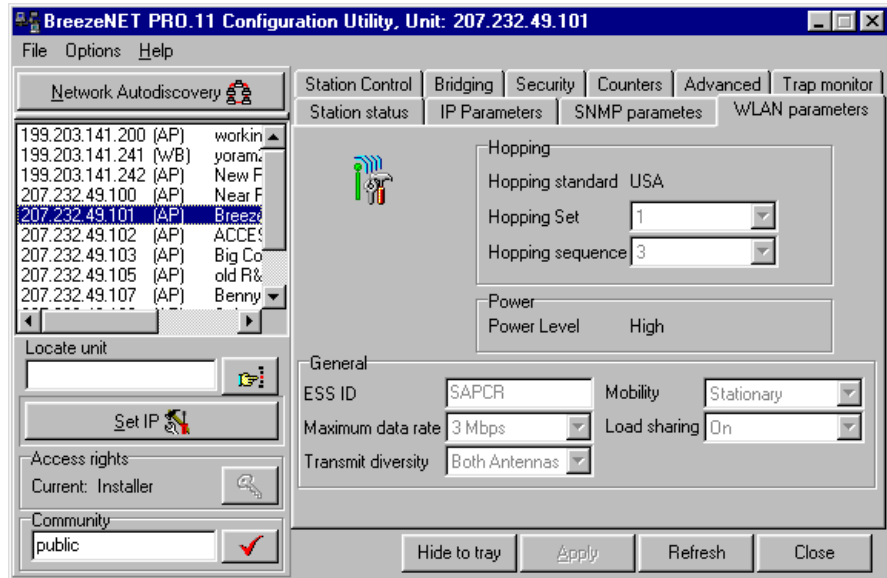 BreezeNET PRO.11 Configuration Utility, Unit: 207.232.49.101
File Options Help
Network Autodiscovery
199.203.141.200 (AP) workin
199.203.141.241 (WB) yoram
199.203.141.242 (AP) New F
207.232.49.100 (AP) Near F
207.232.49.101 (AP) Breeze
207.232.49.102 (AP) ACCES
207.232.49.103 (AP) Big Co
207.232.49.105 (AP) old R&
207.232.49.107 (AP) Benny
Locate unit
Set IP
Access rights
Current: Installer
Community
public
Station Control Bridging Security Counters Advanced Trap monitor
Station status IP Parameters SNMP parametes WLAN parameters
Hopping
Hopping standard USA
Hopping Set 1
Hopping sequence 3
Power
Power Level High
General
ESS ID SAPCR Mobility Stationary
Maximum data rate 3 Mbps Load sharing On
Transmit diversity Both Antennas
Hide to tray Apply Refresh Close